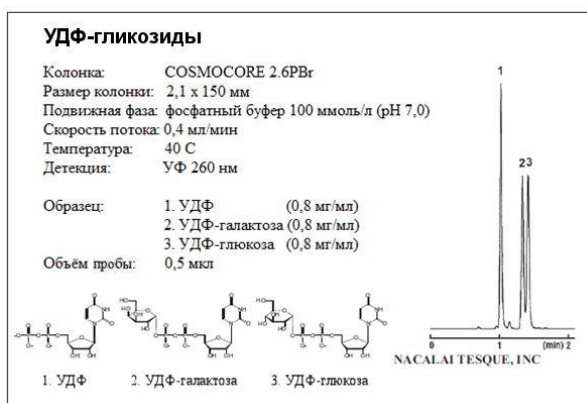 УДФ-гликозиды
Колонка: COSMOCORE 2.6PBr
Размер колонки: 2,1 x 150 мм
Подвижная фаза: фосфатный буфер 100 ммоль/л (pH 7,0)
Скорость потока: 0,4 мл/мин
Температура: 40 С
Детекция: УФ 260 нм
Образец: 1. УДФ (0,8 мг/мл)
2. УДФ-галактоза (0,8 мг/мл)
3. УДФ-глюкоза (0,8 мг/мл)
Объём пробы: 0,5 мкл
1
23
0 1 (min) 2
NACALAI TESQUE, INC
1. УДФ 2. УДФ-галактоза 3. УДФ-глюкоза